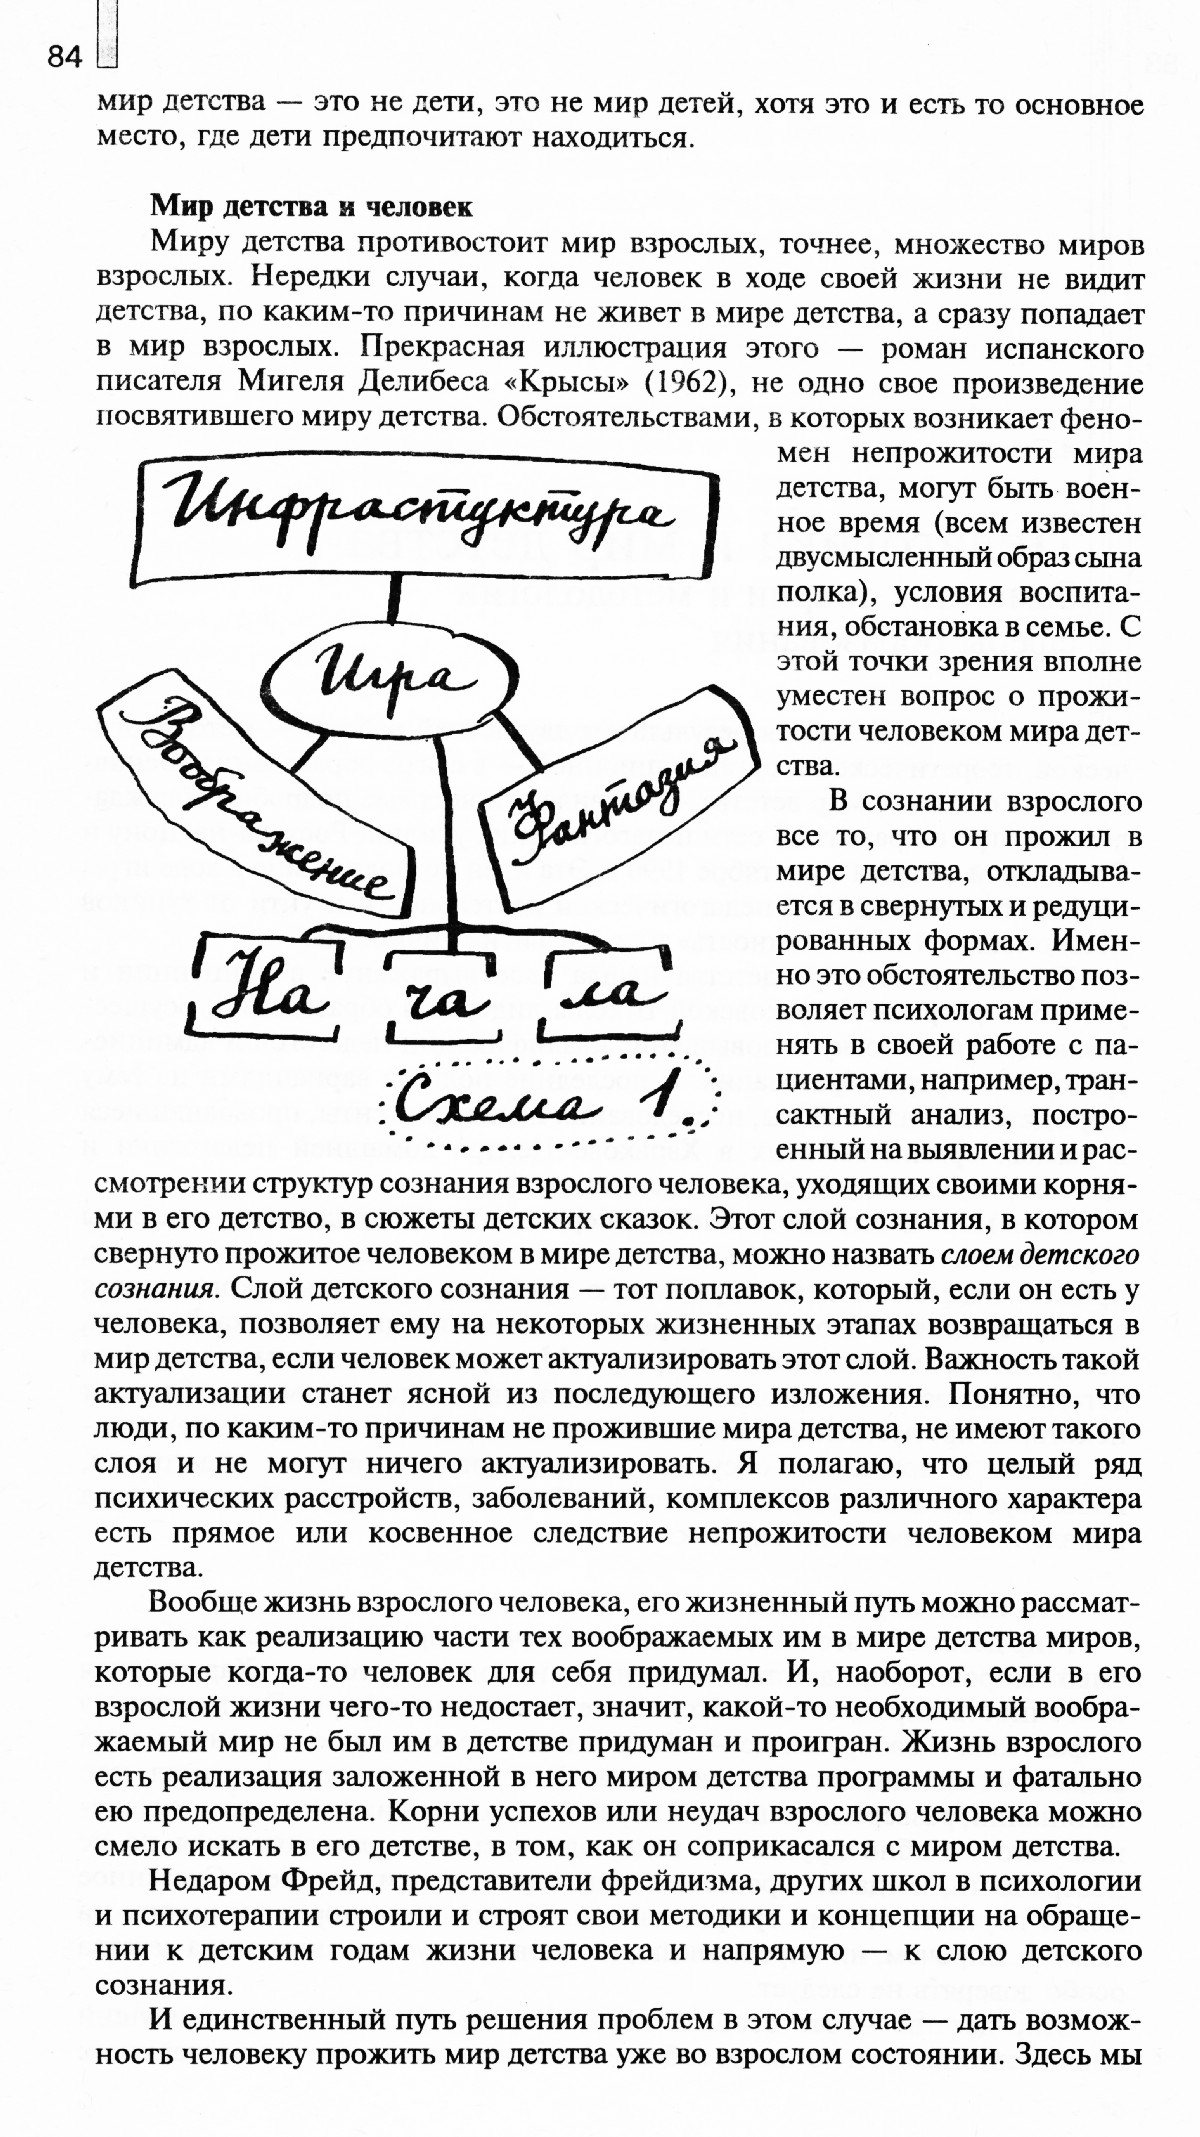 84
мир детства — это не дети, это не мир детей, хотя это и есть то основное
место, где дети предпочитают находиться.
Мир детства и человек
Миру детства противостоит мир взрослых, точнее, множество миров
взрослых. Нередки случаи, когда человек в ходе своей жизни не видит
детства, по каким-то причинам не живет в мире детства, а сразу попадает
в мир взрослых. Прекрасная иллюстрация этого — роман испанского
писателя Мигеля Делибеса «Крысы» (1962), не одно свое произведение
посвятившего миру детства. Обстоятельствами, в которых возникает фено-
мен непрожитости мира
детства, могут быть воен-
ное время (всем известен
двусмысленный образ сына
полка), условия воспита-
ния, обстановка в семье. С
этой точки зрения вполне
уместен вопрос о прожи-
тости человеком мира дет-
ства.
В сознании взрослого
все то, что он прожил в
мире детства, откладыва-
ется в свернутых и редуци-
рованных формах. Имен-
но это обстоятельство поз-
воляет психологам приме-
нять в своей работе с па-
циентами, например, тран-
сактный анализ, постро-
енный на выявлении и рас-
Инфраструктура
Игра
Воображение
Фантазия
На ча ла
Схема 1.
смотрении структур сознания взрослого человека, уходящих своими корня-
ми в его детство, в сюжеты детских сказок. Этот слой сознания, в котором
свернуто прожитое человеком в мире детства, можно назвать слоем детского
сознания. Слой детского сознания — тот поплавок, который, если он есть у
человека, позволяет ему на некоторых жизненных этапах возвращаться в
мир детства, если человек может актуализировать этот слой. Важность такой
актуализации станет ясной из последующего изложения. Понятно, что
люди, по каким-то причинам не прожившие мира детства, не имеют такого
слоя и не могут ничего актуализировать. Я полагаю, что целый ряд
психических расстройств, заболеваний, комплексов различного характера
есть прямое или косвенное следствие непрожитости человеком мира
детства.
Вообще жизнь взрослого человека, его жизненный путь можно рассмат-
ривать как реализацию части тех воображаемых им в мире детства миров,
которые когда-то человек для себя придумал. И, наоборот, если в его
взрослой жизни чего-то недостает, значит, какой-то необходимый вообра-
жаемый мир не был им в детстве придуман и проигран. Жизнь взрослого
есть реализация заложенной в него миром детства программы и фатально
ею предопределена. Корни успехов или неудач взрослого человека можно
смело искать в его детстве, в том, как он соприкасался с миром детства.
Недаром Фрейд, представители фрейдизма, других школ в психологии
и психотерапии строили и строят свои методики и концепции на обраще-
нии к детским годам жизни человека и напрямую — к слою детского
сознания.
И единственный путь решения проблем в этом случае — дать возмож-
ность человеку прожить мир детства уже во взрослом состоянии. Здесь мы